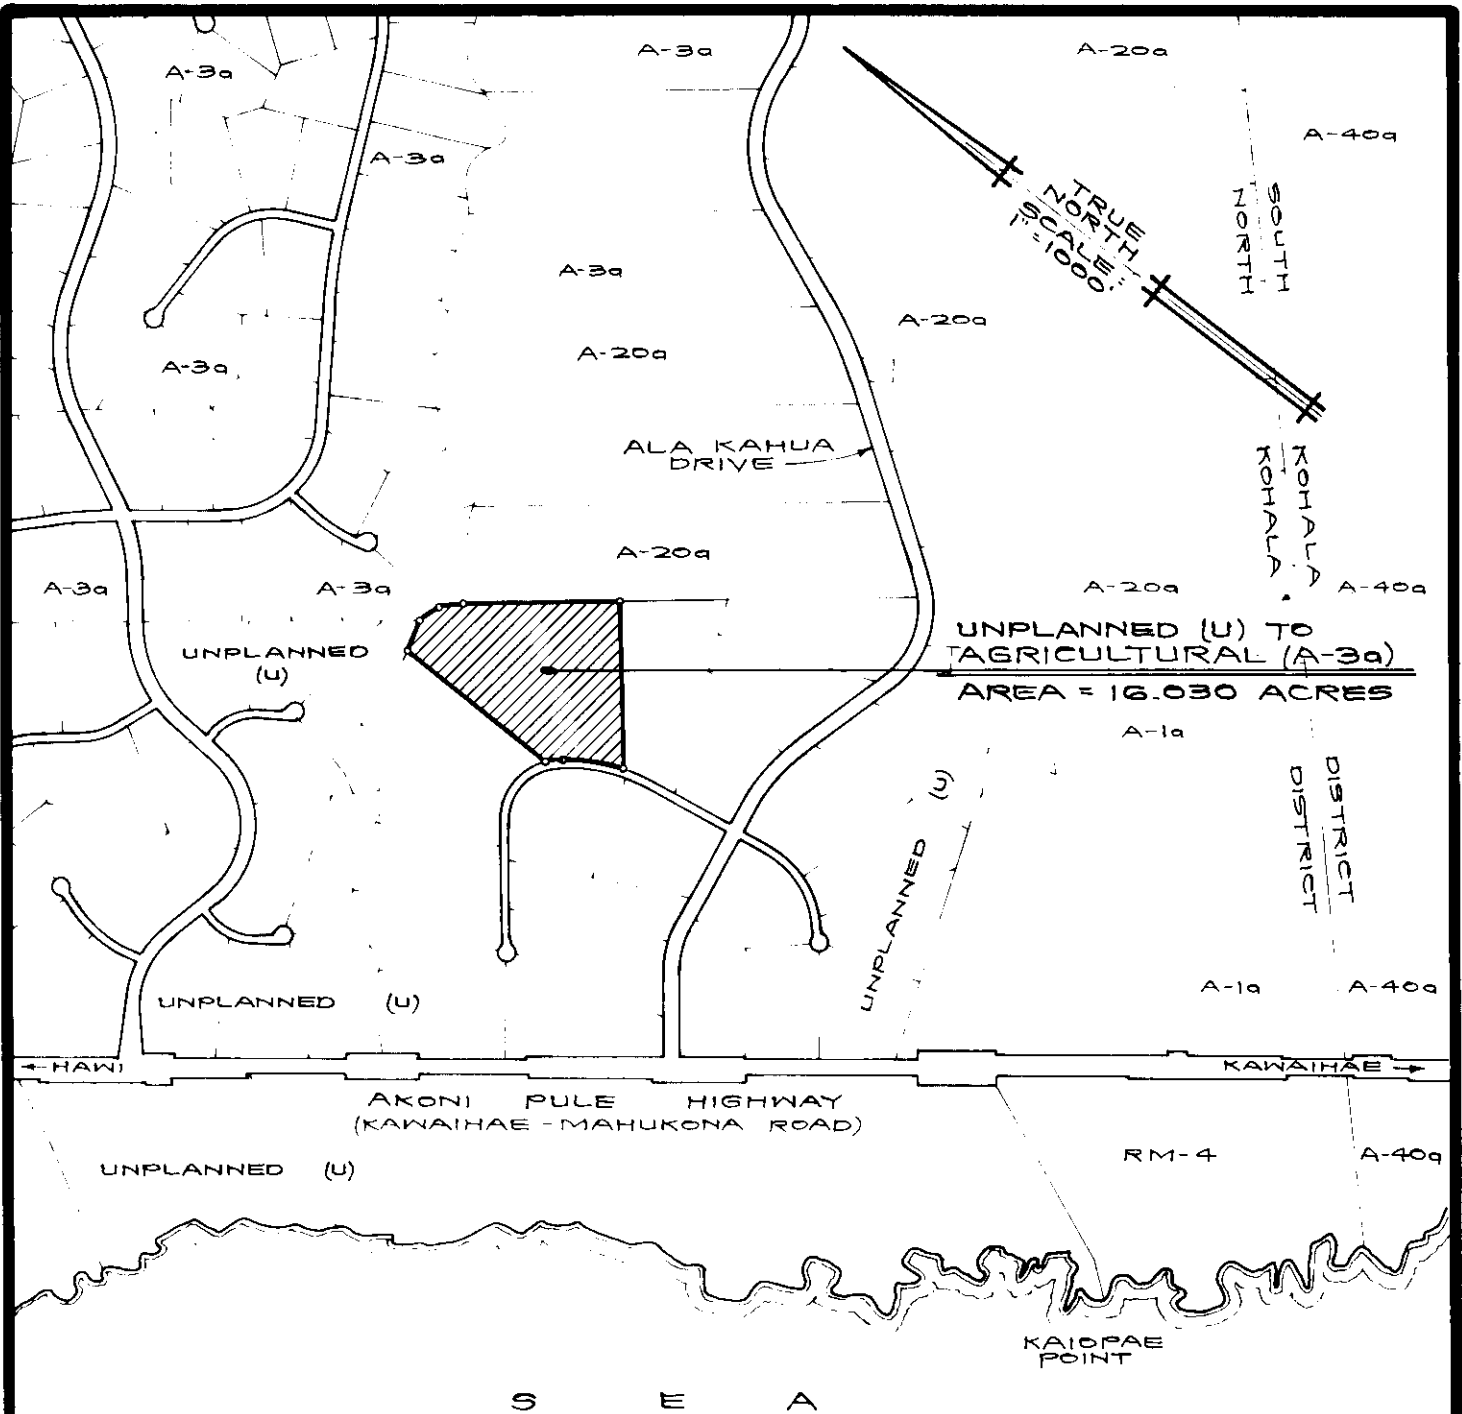 A-3a
A-20a
A-3a
A-40a
A-3a
TRUE
NORTH
SCALE:
1"=1000'
SOUTH
NORTH
A-3a
A-20a
A-20a
A-3a
ALA KAHUA
DRIVE
KOHALA
KOHALA
A-20a
A-3a
A-3a
A-20a
A-40a
UNPLANNED (U) TO
AGRICULTURAL (A-3a)
AREA = 16.030 ACRES
UNPLANNED
(U)
A-1a
UNPLANNED (U)
DISTRICT
DISTRICT
UNPLANNED (U)
A-1a
A-40a
← HAWI
KAWAIHAE →
AKONI PULE HIGHWAY
(KAWAIHAE - MAHUKONA ROAD)
UNPLANNED (U)
RM-4
A-40a
KAIOPAE
POINT
S E A